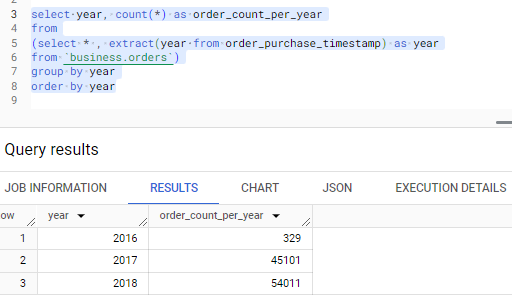 3 select year, count(*) as order_count_per_year
4 from
5 (select * , extract(year from order_purchase_timestamp) as year
6 from `business.orders`)
7 group by year
8 order by year
9
Query results
JOB INFORMATION RESULTS CHART JSON EXECUTION DETAILS
ow year order_count_per_year
1 2016 329
2 2017 45101
3 2018 54011